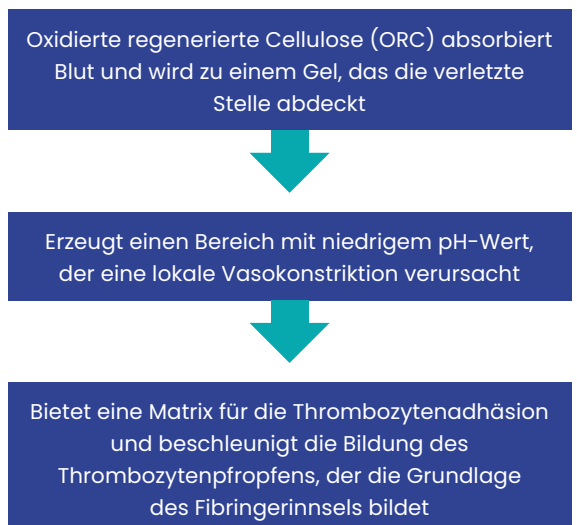 Oxidierte regenerierte Cellulose (ORC) absorbiert
Blut und wird zu einem Gel, das die verletzte
Stelle abdeckt
Erzeugt einen Bereich mit niedrigem pH-Wert,
der eine lokale Vasokonstriktion verursacht
Bietet eine Matrix für die Thrombozytenadhäsion
und beschleunigt die Bildung des
Thrombozytenpfropfens, der die Grundlage
des Fibringerinnsels bildet